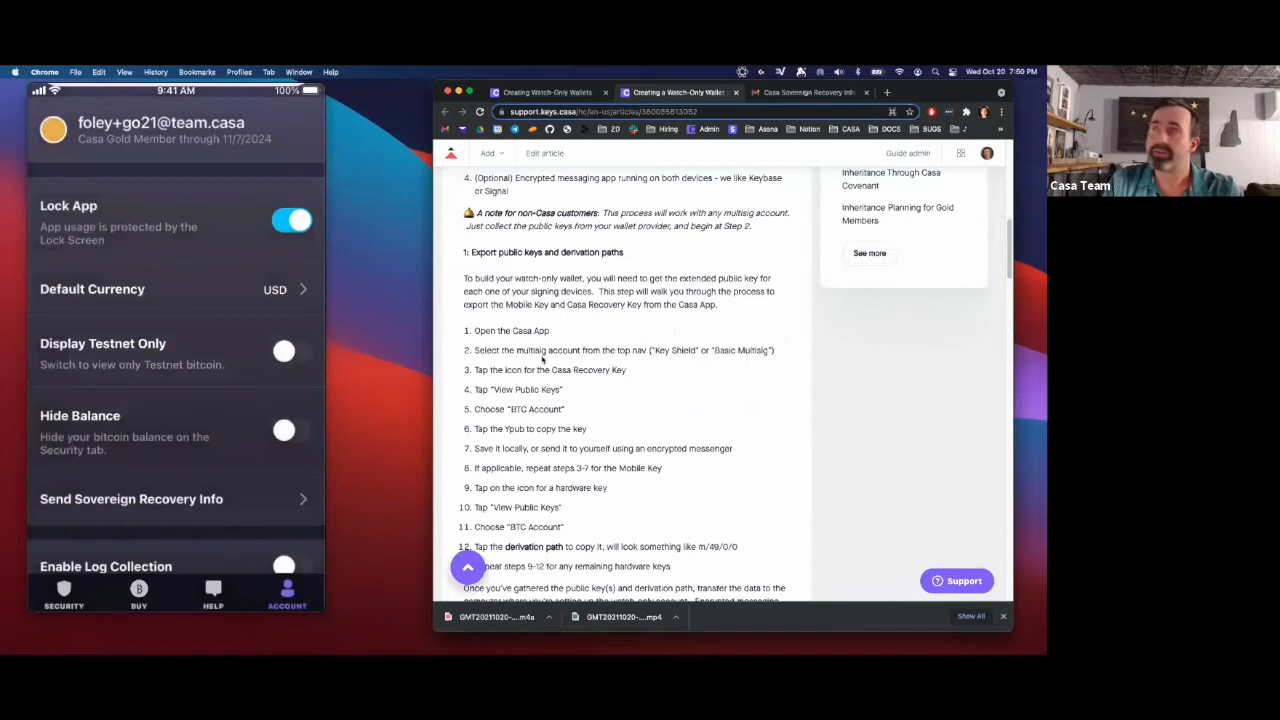 Chrome File Edit View History Bookmarks Profiles Tab Window Help
Wed Oct 20 7:50 PM
9:41 AM
100%
foley+go21@team.casa
Casa Gold Member through 11/7/2024
Lock App
App usage is protected by the
Lock Screen
Default Currency
USD
Display Testnet Only
Switch to view only Testnet bitcoin.
Hide Balance
Hide your bitcoin balance on the
Security tab.
Send Sovereign Recovery Info
Enable Log Collection
SECURITY
BUY
HELP
ACCOUNT
Creating Watch-Only Wallets
Creating a Watch-Only Wallet
Casa Sovereign Recovery Info
support.keys.casa/hc/en-us/articles/360055613052
ZD
Hiring
Admin
Asana
Notion
CASA
DOCS
BUGS
Add
Edit article
Guide admin
4. (Optional) Encrypted messaging app running on both devices - we like Keybase
or Signal
A note for non-Casa customers: This process will work with any multisig account.
Just collect the public keys from your wallet provider, and begin at Step 2.
1: Export public keys and derivation paths
To build your watch-only wallet, you will need to get the extended public key for
each one of your signing devices. This step will walk you through the process to
export the Mobile Key and Casa Recovery Key from the Casa App.
1. Open the Casa App
2. Select the multisig account from the top nav ("Key Shield" or "Basic Multisig")
3. Tap the icon for the Casa Recovery Key
4. Tap "View Public Keys"
5. Choose "BTC Account"
6. Tap the Ypub to copy the key
7. Save it locally, or send it to yourself using an encrypted messenger
8. If applicable, repeat steps 3-7 for the Mobile Key
9. Tap on the icon for a hardware key
10. Tap "View Public Keys"
11. Choose "BTC Account"
12. Tap the derivation path to copy it, will look something like m/49/0/0
peat steps 9-12 for any remaining hardware keys
Once you've gathered the public key(s) and derivation path, transfer the data to the
Inheritance Through Casa
Covenant
Inheritance Planning for Gold
Members
See more
Support
GMT20211020-....m4a
GMT20211020-....mp4
Show All
Casa Team